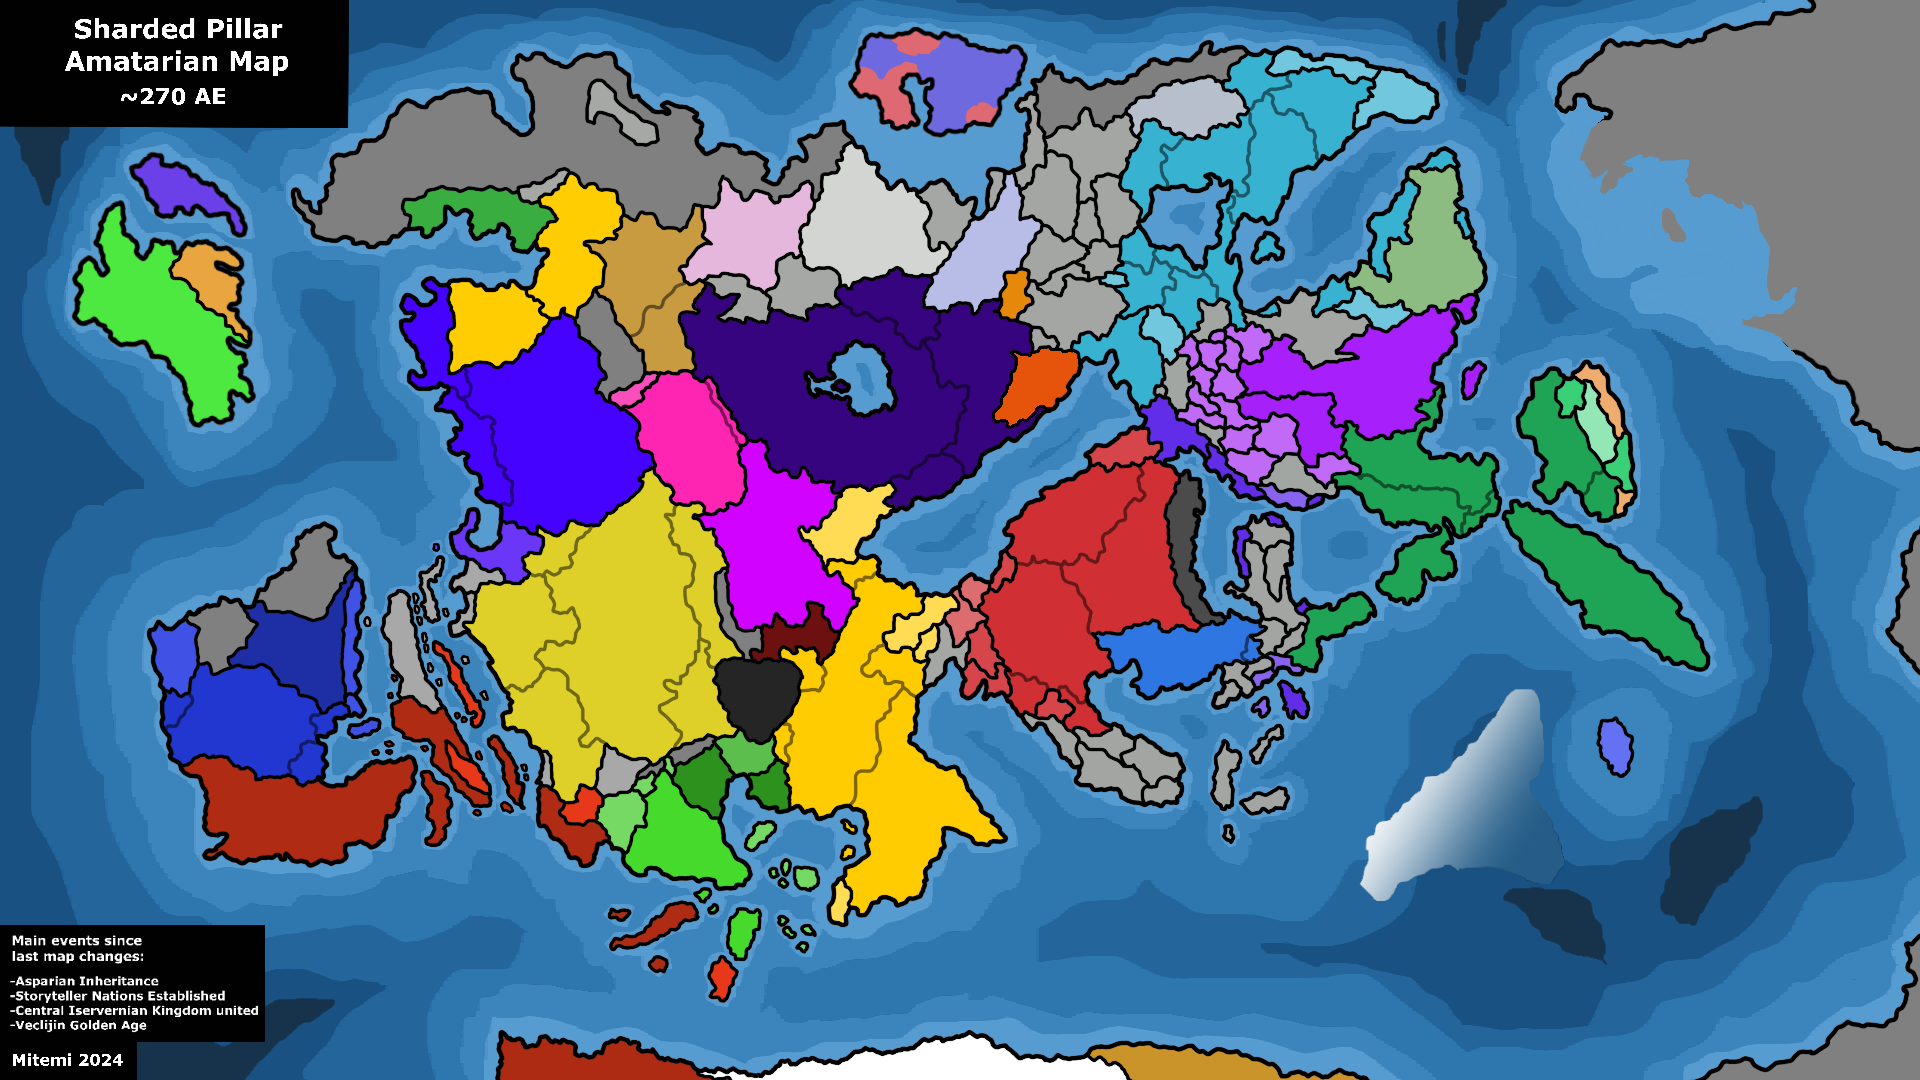 Sharded Pillar
Amatarian Map
~270 AE
Main events since
last map changes:
-Asparian Inheritance
-Storyteller Nations Established
-Central Iservernian Kingdom united
-Veclijin Golden Age
Mitemi 2024